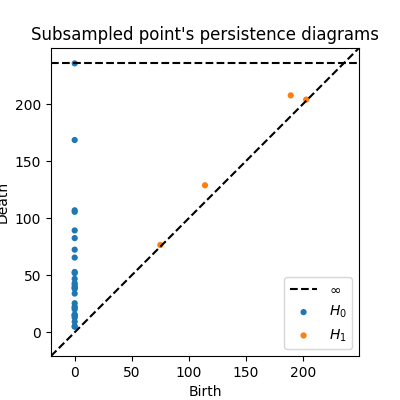 Subsampled point's persistence diagrams
200
150
100
50
0
Death
0 50 100 150 200
Birth
∞
H₀
H₁